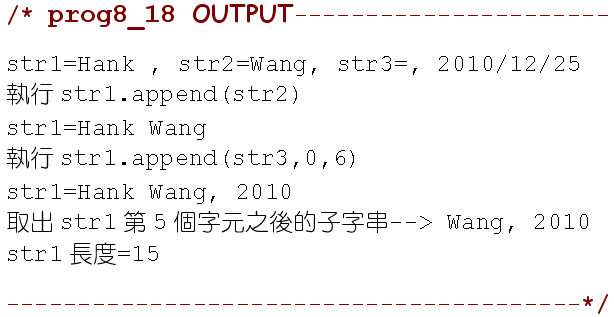 /* prog8_18 OUTPUT----------------------
str1=Hank , str2=Wang, str3=, 2010/12/25
執行 str1.append(str2)
str1=Hank Wang
執行 str1.append(str3,0,6)
str1=Hank Wang, 2010
取出 str1 第 5 個字元之後的子字串--> Wang, 2010
str1 長度=15
----------------------------------------*/